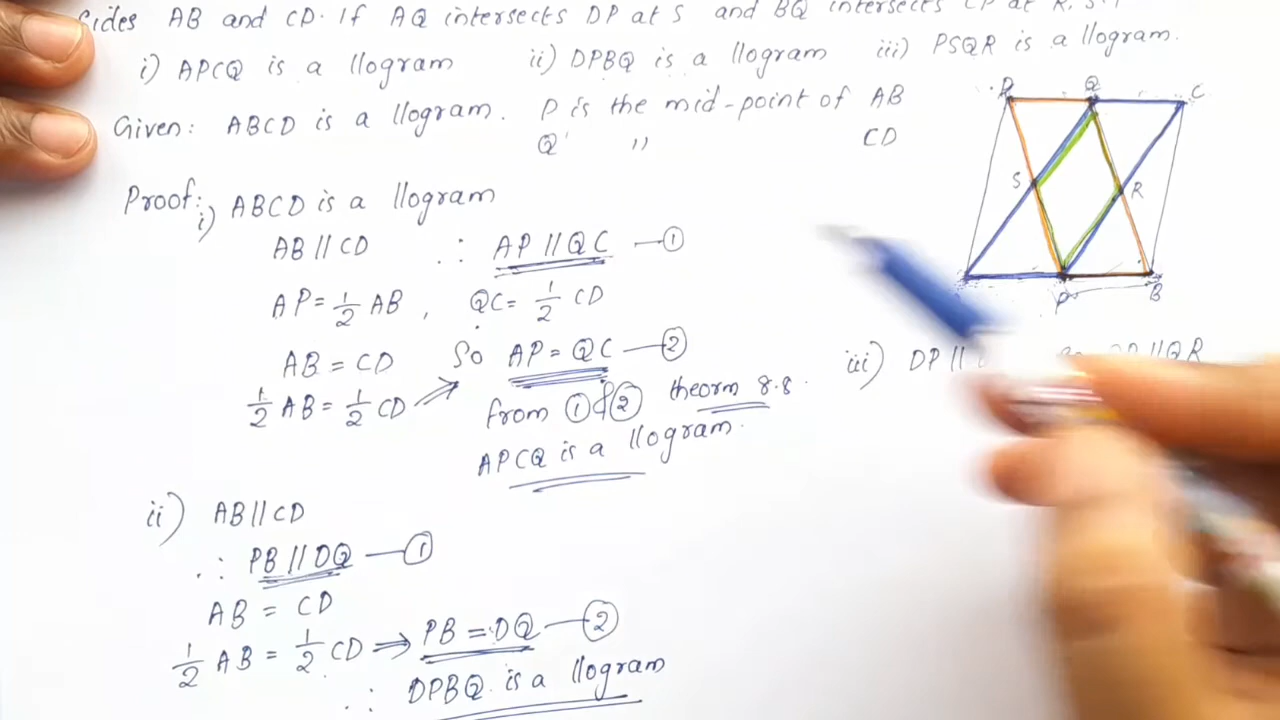 Sides AB and CD. If AQ intersects DP at S and BQ intersects CP at R. S.T
i) APCQ is a llogram ii) DPBQ is a llogram iii) PSQR is a llogram.
Given: ABCD is a llogram. P is the mid-point of AB
Q " CD
Proof:
i) ABCD is a llogram
AB // CD ∴ AP // QC —①
AP = 1/2 AB , QC = 1/2 CD
AB = CD So AP = QC —②
1/2 AB = 1/2 CD
from ① & ② theorm 8.8.
APCQ is a llogram.
ii) AB // CD
∴ PB // DQ —①
AB = CD
1/2 AB = 1/2 CD ⇒ PB = DQ —②
∴ DPBQ is a llogram
D Q C
S R
P B
iii) DP // QR